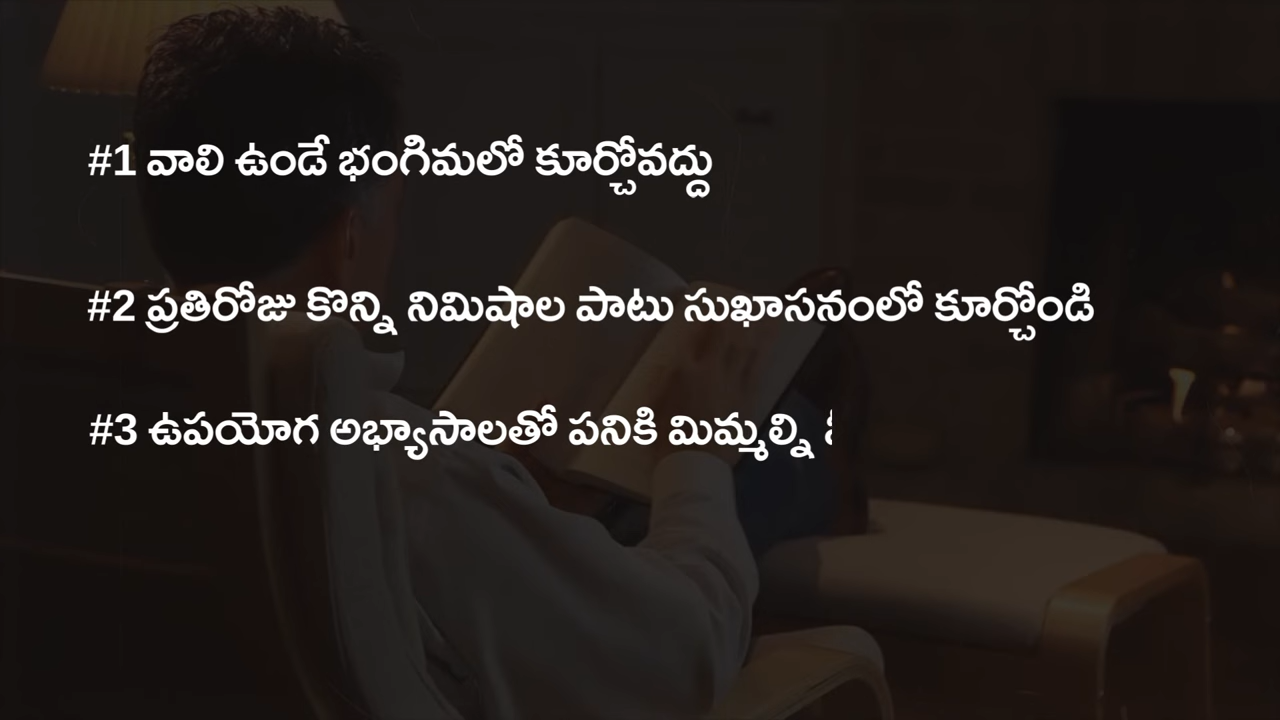 #1 వాలి ఉండే భంగిమలో కూర్చోవద్దు
#2 ప్రతిరోజు కొన్ని నిమిషాల పాటు సుఖాసనంలో కూర్చోండి
#3 ఉపయోగ అభ్యాసాలతో పనికి మిమ్మల్ని